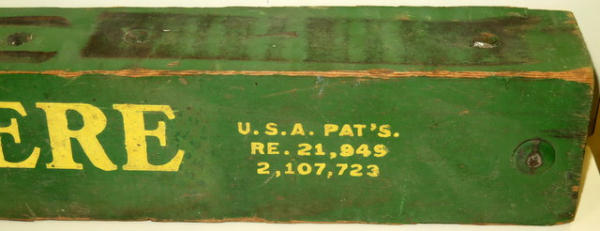 ERE
U.S.A. PAT'S.
RE. 21,949
2,107,723